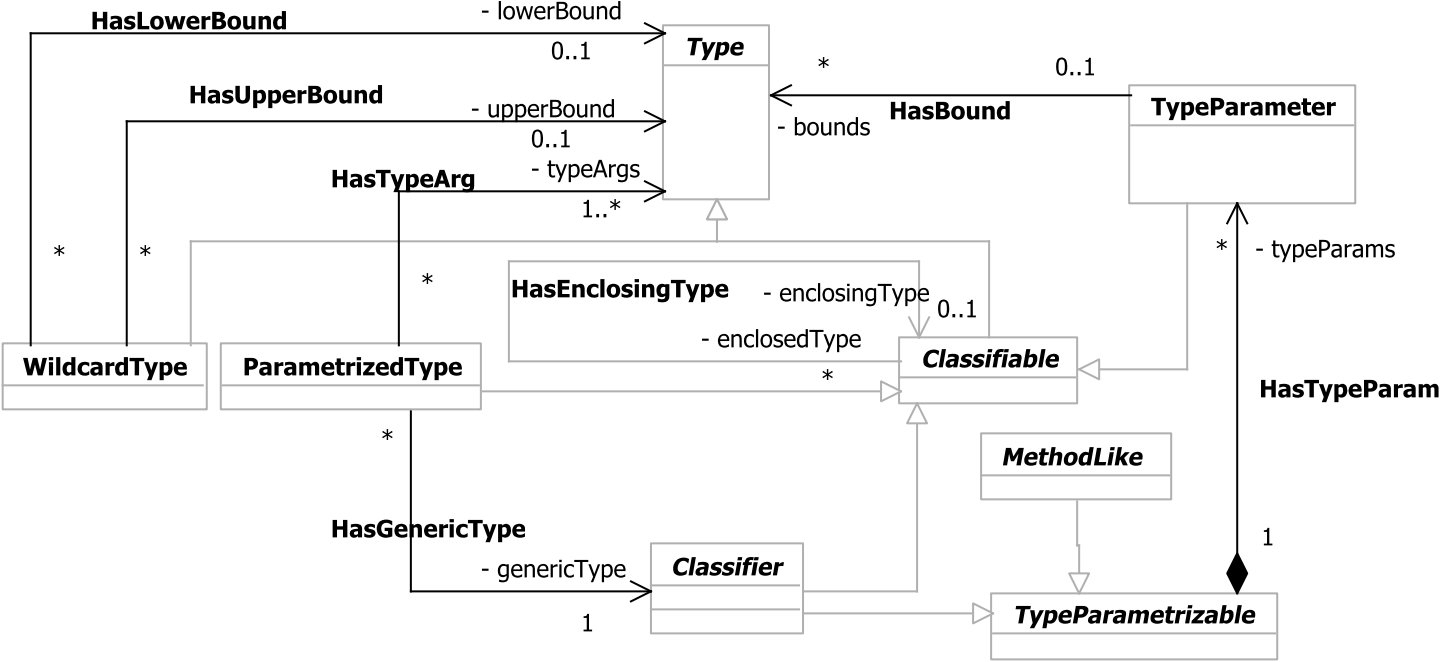 HasLowerBound
- lowerBound
0..1
Type
*
0..1
HasUpperBound
- upperBound
0..1
HasBound
- bounds
TypeParameter
HasTypeArg
- typeArgs
1..*
*
*
*
*
- typeParams
HasEnclosingType
- enclosingType
0..1
- enclosedType
*
WildcardType
ParametrizedType
Classifiable
HasTypeParam
*
MethodLike
HasGenericType
- genericType
1
Classifier
1
TypeParametrizable